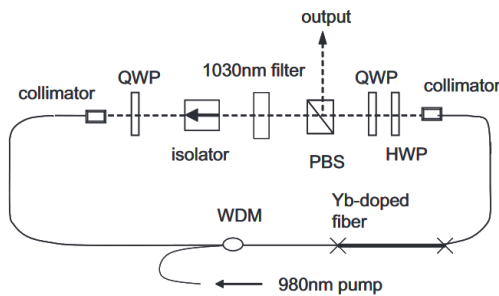 output
QWP
1030nm filter
QWP
collimator
collimator
isolator
PBS
HWP
Yb-doped
fiber
WDM
980nm pump